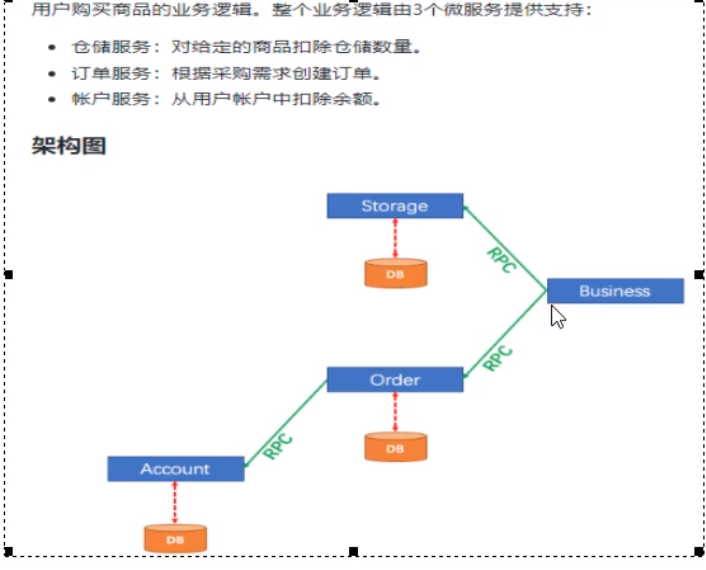 用户购买商品的业务逻辑。整个业务逻辑由3个微服务提供支持：
• 仓储服务：对给定的商品扣除仓储数量。
• 订单服务：根据采购需求创建订单。
• 帐户服务：从用户帐户中扣除余额。
架构图
Storage
RPC
DB
Business
RPC
Order
RPC
DB
Account
DB